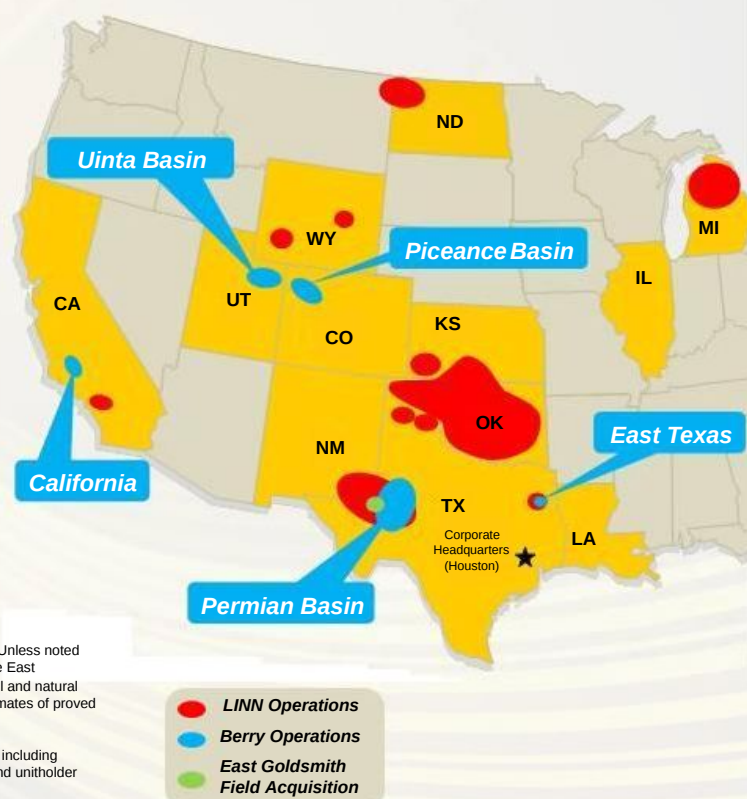 ND
Uinta Basin
MI
WY
Piceance Basin
IL
UT
CA
KS
CO
OK
East Texas
NM
California
TX
LA
Corporate
Headquarters
(Houston)
Permian Basin
Unless noted
East
l and natural
mates of proved
including
nd unitholder
LINN Operations
Berry Operations
East Goldsmith
Field Acquisition